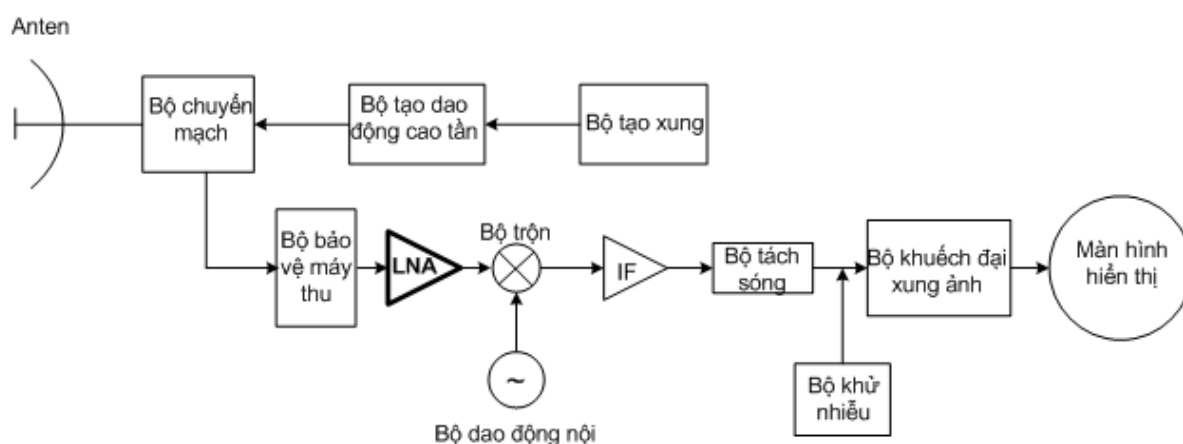 Anten
Bộ chuyển
mạch
Bộ tạo dao
động cao tần
Bộ tạo xung
Bộ bảo
vệ máy
thu
LNA
Bộ trộn
IF
Bộ tách
sóng
Bộ khuếch đại
xung ảnh
Màn hình
hiển thị
~
Bộ dao động nội
Bộ khử
nhiễu